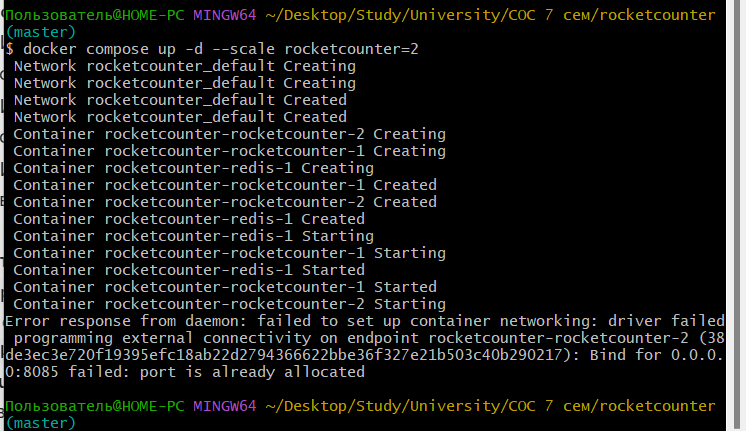 Пользователь@HOME-PC MINGW64 ~/Desktop/Study/University/СОС 7 сем/rocketcounter
(master)
$ docker compose up -d --scale rocketcounter=2
Network rocketcounter_default Creating
Network rocketcounter_default Creating
Network rocketcounter_default Created
Network rocketcounter_default Created
Container rocketcounter-rocketcounter-2 Creating
Container rocketcounter-rocketcounter-1 Creating
Container rocketcounter-redis-1 Creating
Container rocketcounter-rocketcounter-1 Created
Container rocketcounter-rocketcounter-2 Created
Container rocketcounter-redis-1 Created
Container rocketcounter-redis-1 Starting
Container rocketcounter-rocketcounter-1 Starting
Container rocketcounter-redis-1 Started
Container rocketcounter-rocketcounter-1 Started
Container rocketcounter-rocketcounter-2 Starting
Error response from daemon: failed to set up container networking: driver failed
programming external connectivity on endpoint rocketcounter-rocketcounter-2 (38
de3ec3e720f19395efc18ab22d2794366622bbe36f327e21b503c40b290217): Bind for 0.0.0.
0:8085 failed: port is already allocated
Пользователь@HOME-PC MINGW64 ~/Desktop/Study/University/СОС 7 сем/rocketcounter
(master)